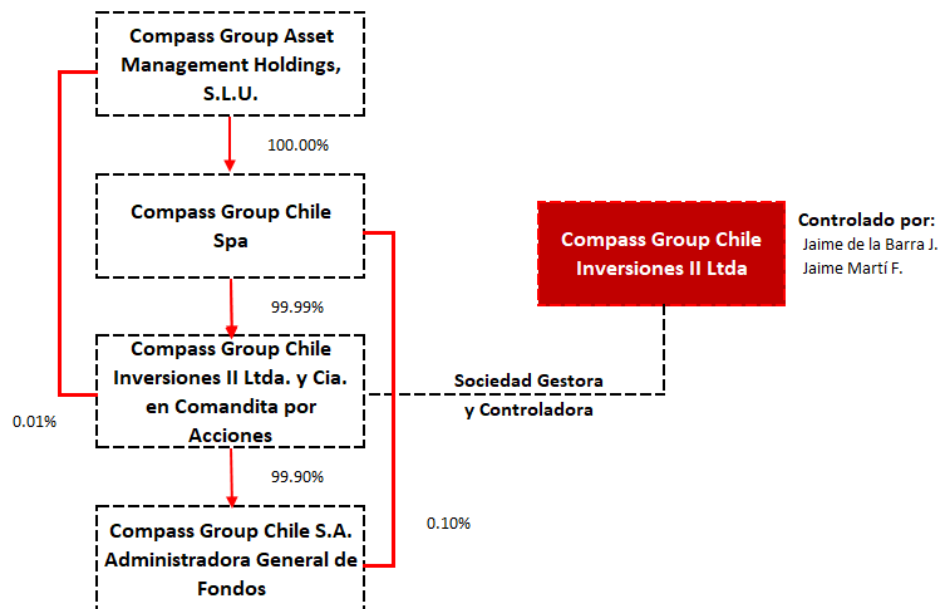 Compass Group Asset
Management Holdings,
S.L.U.
100.00%
Compass Group Chile
Spa
Compass Group Chile
Inversiones II Ltda
Controlado por:
Jaime de la Barra J.
Jaime Martí F.
99.99%
Compass Group Chile
Inversiones II Ltda. y Cia.
en Comandita por
Acciones
Sociedad Gestora
y Controladora
0.01%
99.90%
Compass Group Chile S.A.
Administradora General de
Fondos
0.10%